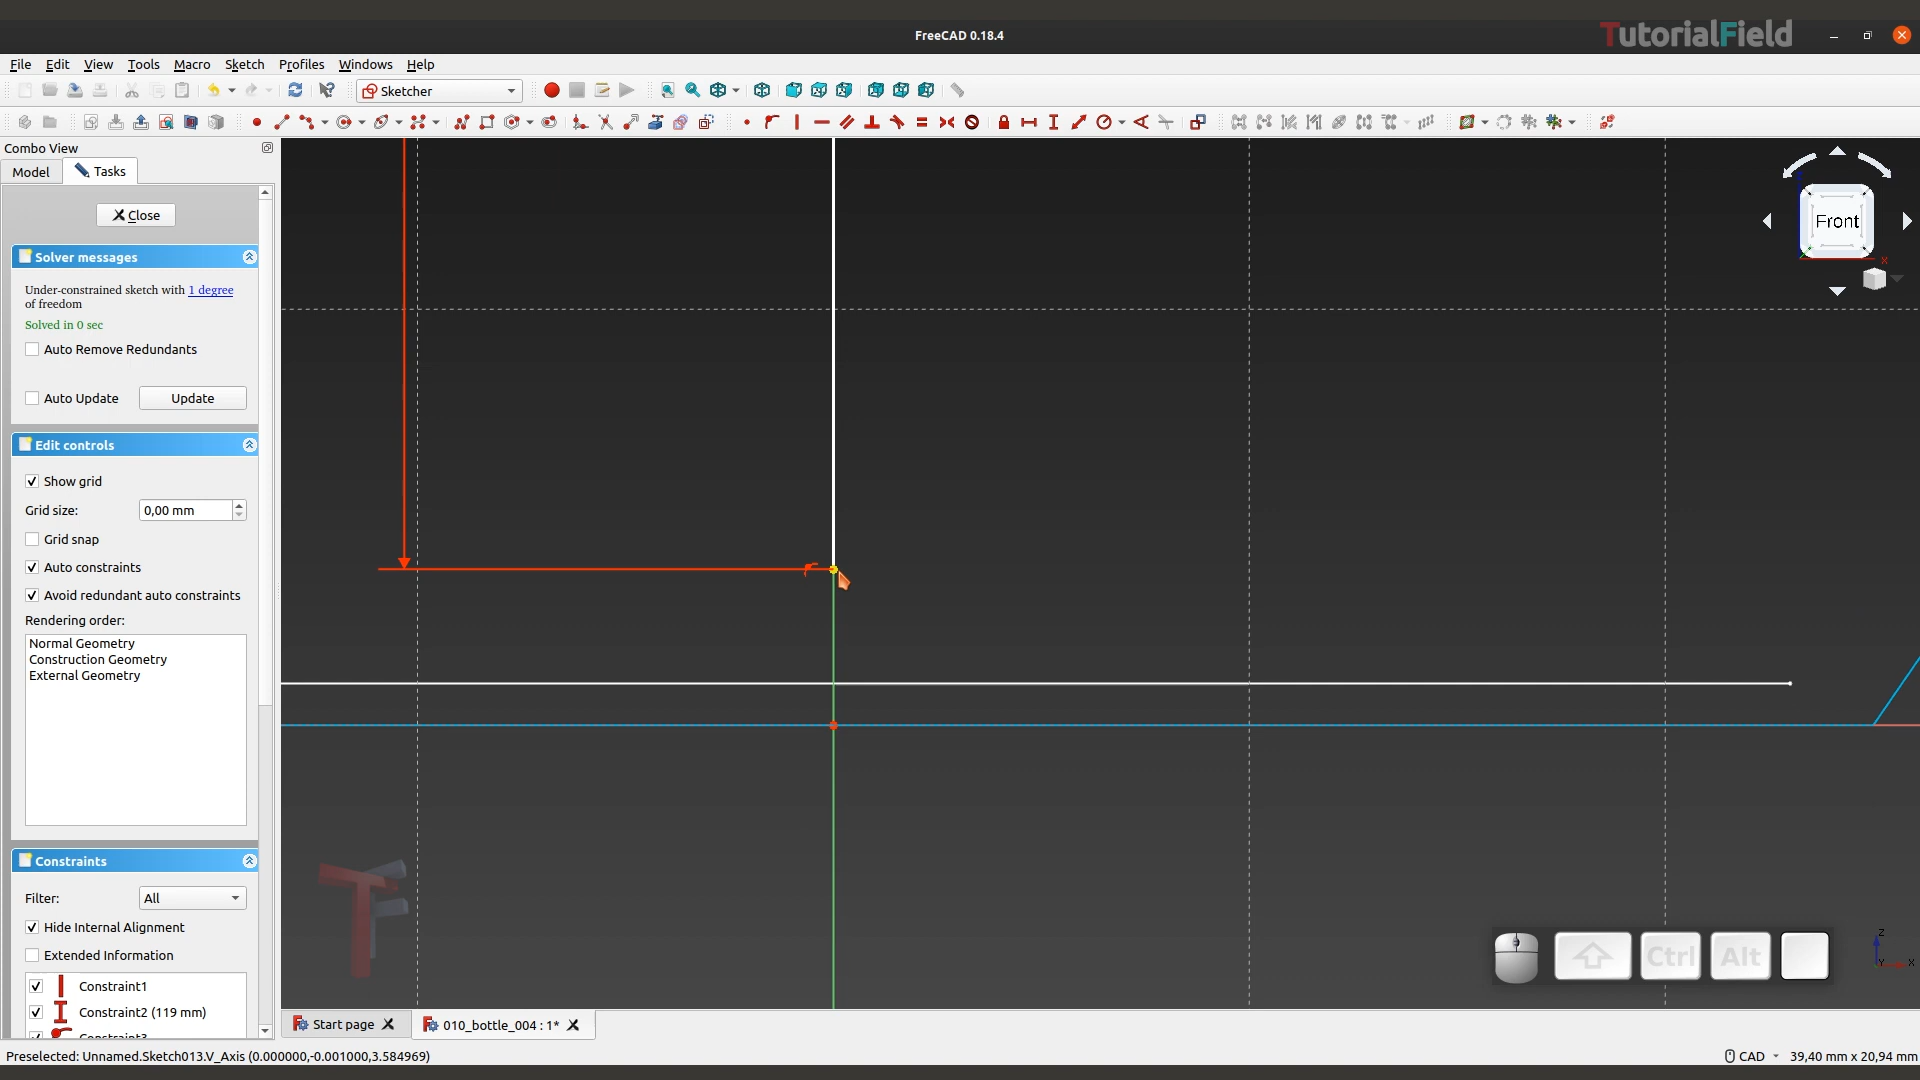 TutorialField
FreeCAD 0.18.4
File Edit View Tools Macro Sketch Profiles Windows Help
Sketcher
Combo View
Model Tasks
Close
Solver messages
Under-constrained sketch with 1 degree
of freedom
Solved in 0 sec
Auto Remove Redundants
Auto Update Update
Edit controls
Show grid
Grid size: 0,00 mm
Grid snap
Auto constraints
Avoid redundant auto constraints
Rendering order:
Normal Geometry
Construction Geometry
External Geometry
Constraints
Filter: All
Hide Internal Alignment
Extended Information
Constraint1
Constraint2 (119 mm)
Constraint3
Front
X
Ctrl Alt
Z
Y X
Start page 010_bottle_004 : 1*
Preselected: Unnamed.Sketch013.V_Axis (0.000000,-0.001000,3.584969)
CAD 39,40 mm x 20,94 mm